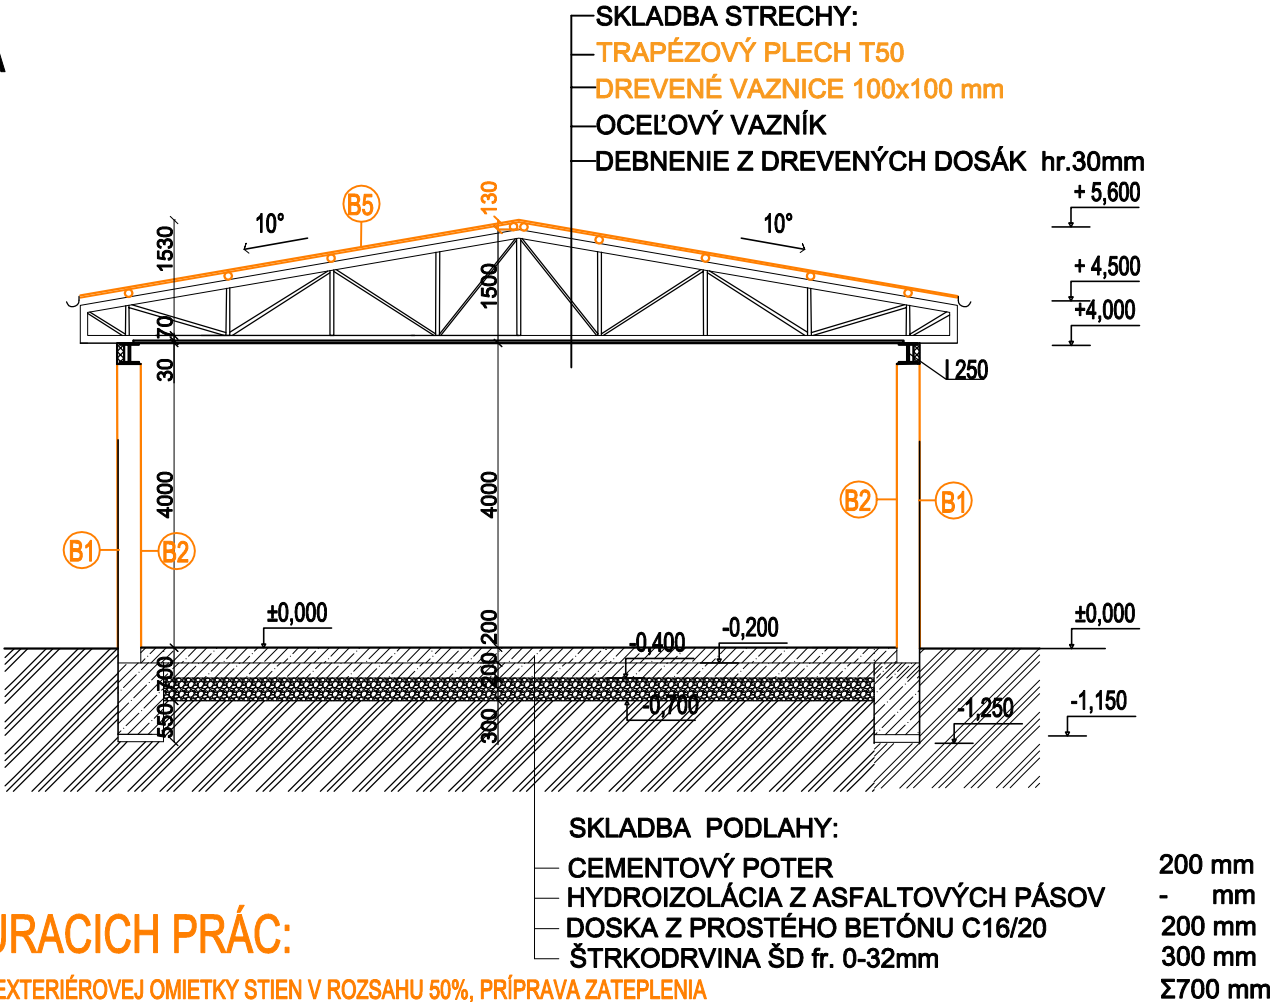 A
SKLADBA STRECHY:
TRAPÉZOVÝ PLECH T50
DREVENÉ VAZNICE 100x100 mm
OCEĽOVÝ VAZNÍK
DEBNENIE Z DREVENÝCH DOSÁK hr.30mm
+ 5,600
+ 4,500
+4,000
B5
130
10°
10°
1530
1500
70
30
I 250
4000
4000
B2
B1
B1
B2
±0,000
±0,000
200
-0,400
-0,200
200
700
550
300
-0,700
-1,250
-1,150
SKLADBA PODLAHY:
CEMENTOVÝ POTER 200 mm
HYDROIZOLÁCIA Z ASFALTOVÝCH PÁSOV - mm
DOSKA Z PROSTÉHO BETÓNU C16/20 200 mm
ŠTRKODRVINA ŠD fr. 0-32mm 300 mm
Σ700 mm
URACICH PRÁC:
EXTERIÉROVEJ OMIETKY STIEN V ROZSAHU 50%, PRÍPRAVA ZATEPLENIA